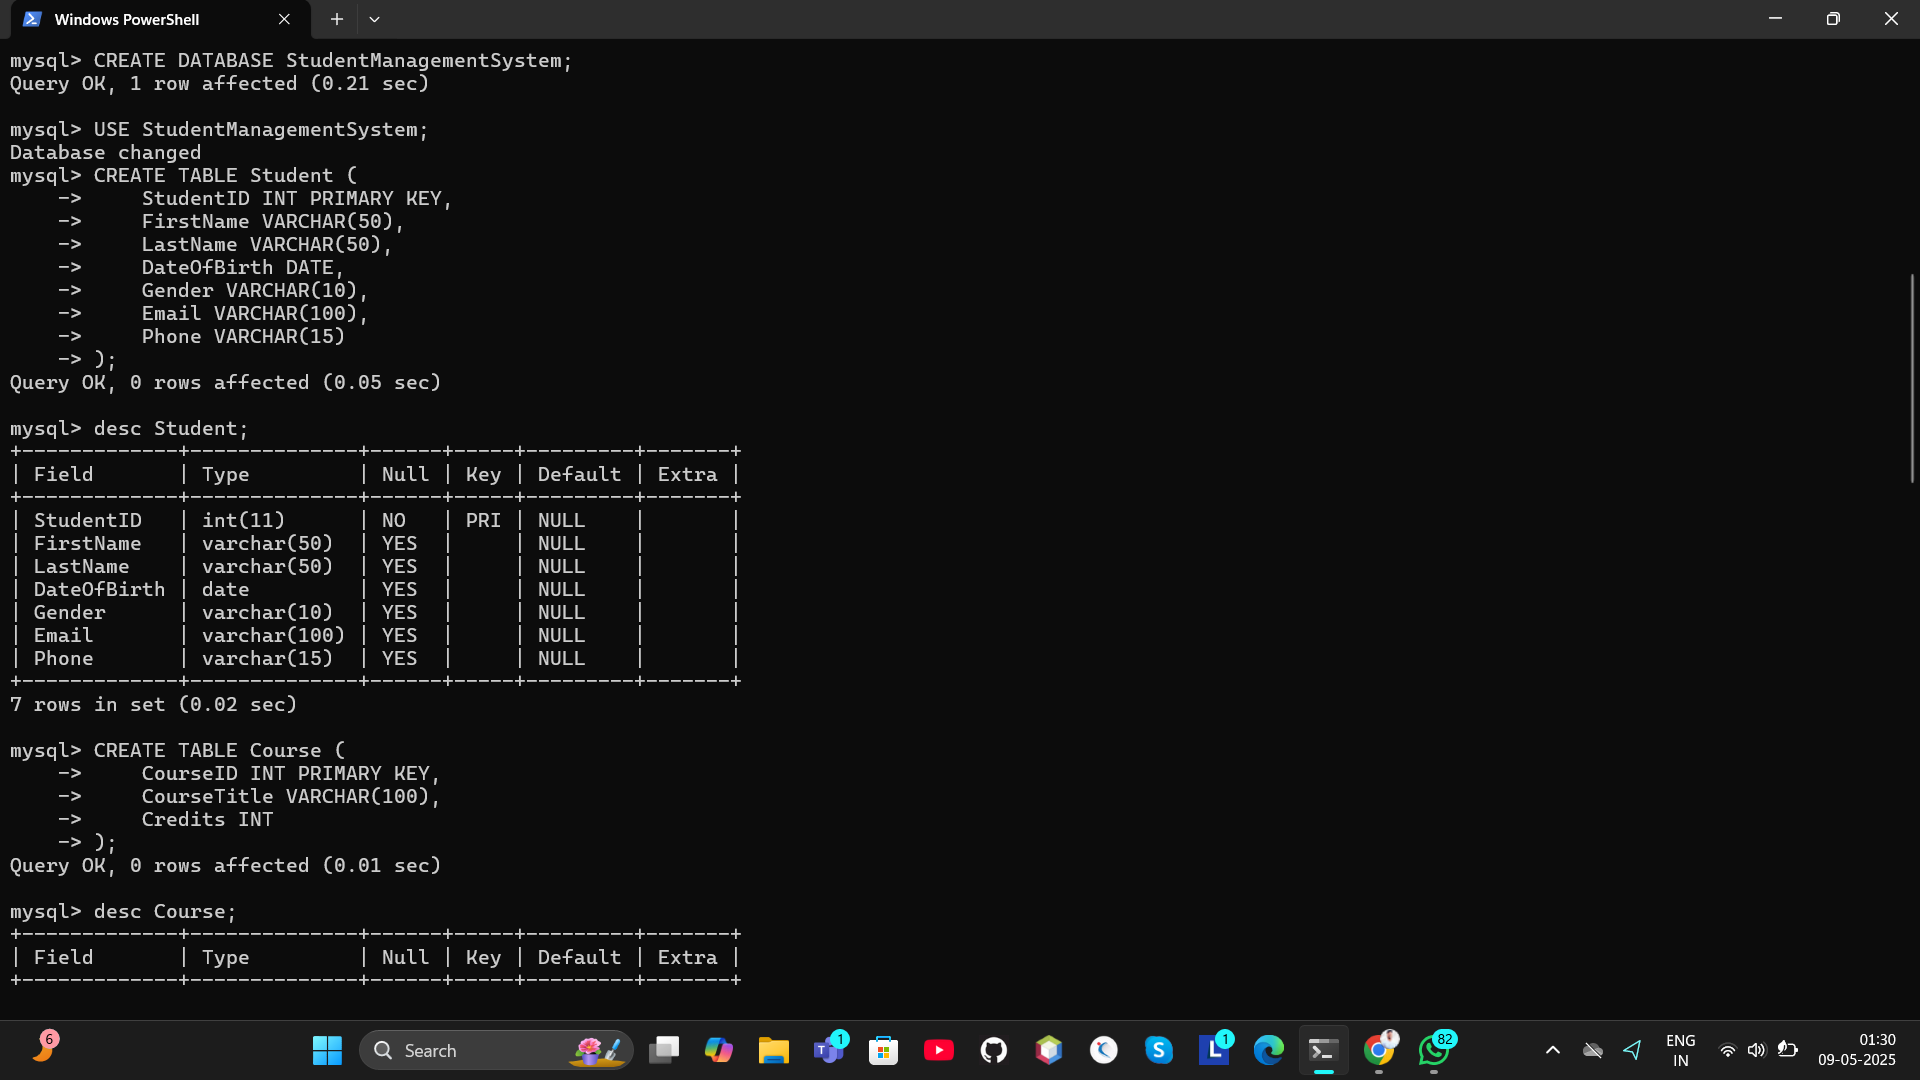 Windows PowerShell
mysql> CREATE DATABASE StudentManagementSystem;
Query OK, 1 row affected (0.21 sec)
mysql> USE StudentManagementSystem;
Database changed
mysql> CREATE TABLE Student (
    ->     StudentID INT PRIMARY KEY,
    ->     FirstName VARCHAR(50),
    ->     LastName VARCHAR(50),
    ->     DateOfBirth DATE,
    ->     Gender VARCHAR(10),
    ->     Email VARCHAR(100),
    ->     Phone VARCHAR(15)
    -> );
Query OK, 0 rows affected (0.05 sec)
mysql> desc Student;
+-------------+--------------+------+-----+---------+-------+
| Field       | Type         | Null | Key | Default | Extra |
+-------------+--------------+------+-----+---------+-------+
| StudentID   | int(11)      | NO   | PRI | NULL    |       |
| FirstName   | varchar(50)  | YES  |     | NULL    |       |
| LastName    | varchar(50)  | YES  |     | NULL    |       |
| DateOfBirth | date         | YES  |     | NULL    |       |
| Gender      | varchar(10)  | YES  |     | NULL    |       |
| Email       | varchar(100) | YES  |     | NULL    |       |
| Phone       | varchar(15)  | YES  |     | NULL    |       |
+-------------+--------------+------+-----+---------+-------+
7 rows in set (0.02 sec)
mysql> CREATE TABLE Course (
    ->     CourseID INT PRIMARY KEY,
    ->     CourseTitle VARCHAR(100),
    ->     Credits INT
    -> );
Query OK, 0 rows affected (0.01 sec)
mysql> desc Course;
+-------------+--------------+------+-----+---------+-------+
| Field       | Type         | Null | Key | Default | Extra |
+-------------+--------------+------+-----+---------+-------+
6
Search
1
1
82
ENG
IN
01:30
09-05-2025